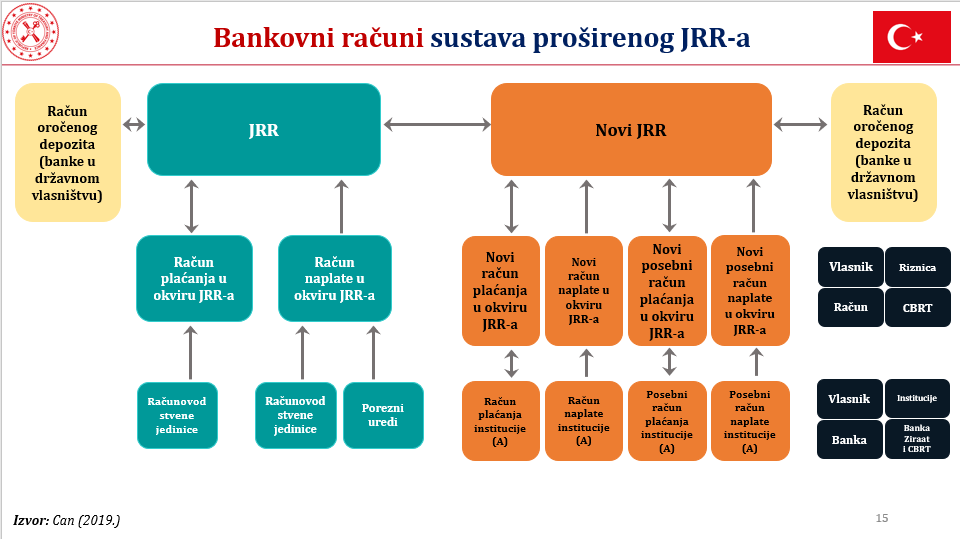 Bankovni računi sustava proširenog JRR-a
Račun
oročenog
depozita
(banke u
državnom
vlasništvu)
JRR
Novi JRR
Račun
oročenog
depozita
(banke u
državnom
vlasništvu)
Račun
plaćanja u
okviru JRR-a
Račun
naplate u
okviru JRR-a
Novi
račun
plaćanja
u okviru
JRR-a
Novi
račun
naplate u
okviru
JRR-a
Novi
posebni
račun
plaćanja
u okviru
JRR-a
Novi
posebni
račun
naplate
u okviru
JRR-a
Vlasnik
Riznica
Račun
CBRT
Računovod
stvene
jedinice
Računovod
stvene
jedinice
Porezni
uredi
Račun
plaćanja
institucije
(A)
Račun
naplate
institucije
(A)
Posebni
račun
plaćanja
institucije
(A)
Posebni
račun
naplate
institucije
(A)
Vlasnik
Institucije
Banka
Banka
Ziraat
i CBRT
Izvor: Can (2019.)
15